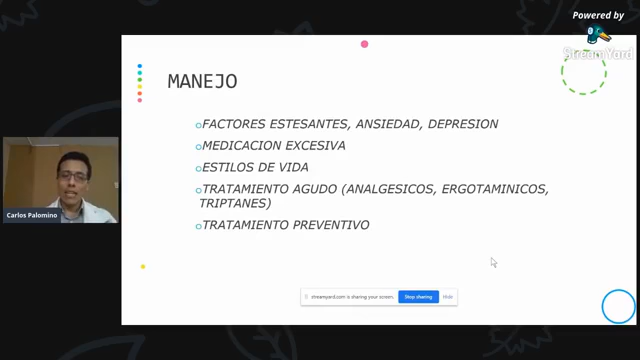 Powered by
StreamYard
MANEJO
FACTORES ESTESANTES, ANSIEDAD, DEPRESION
MEDICACION EXCESIVA
ESTILOS DE VIDA
TRATAMIENTO AGUDO (ANALGESICOS, ERGOTAMINICOS,
TRIPTANES)
TRATAMIENTO PREVENTIVO
Carlos Palomino
streamyard.com is sharing your screen. Stop sharing Hide